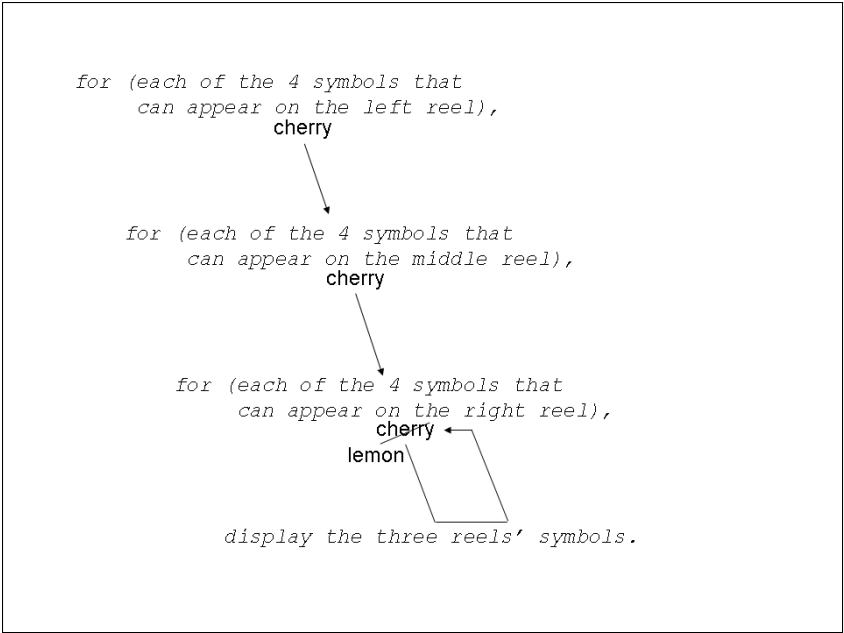 for (each of the 4 symbols that
can appear on the left reel),
cherry
for (each of the 4 symbols that
can appear on the middle reel),
cherry
for (each of the 4 symbols that
can appear on the right reel),
cherry
lemon
display the three reels’ symbols.